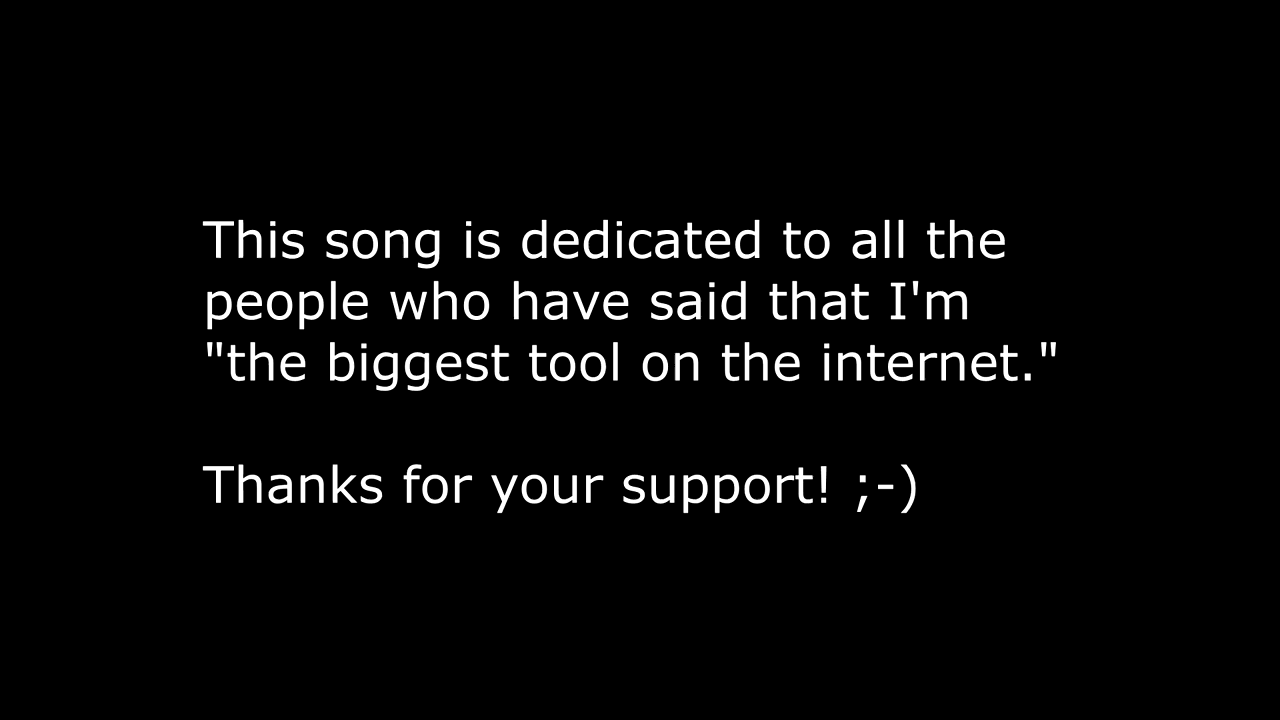 This song is dedicated to all the
people who have said that I'm
"the biggest tool on the internet."
Thanks for your support! ;-)